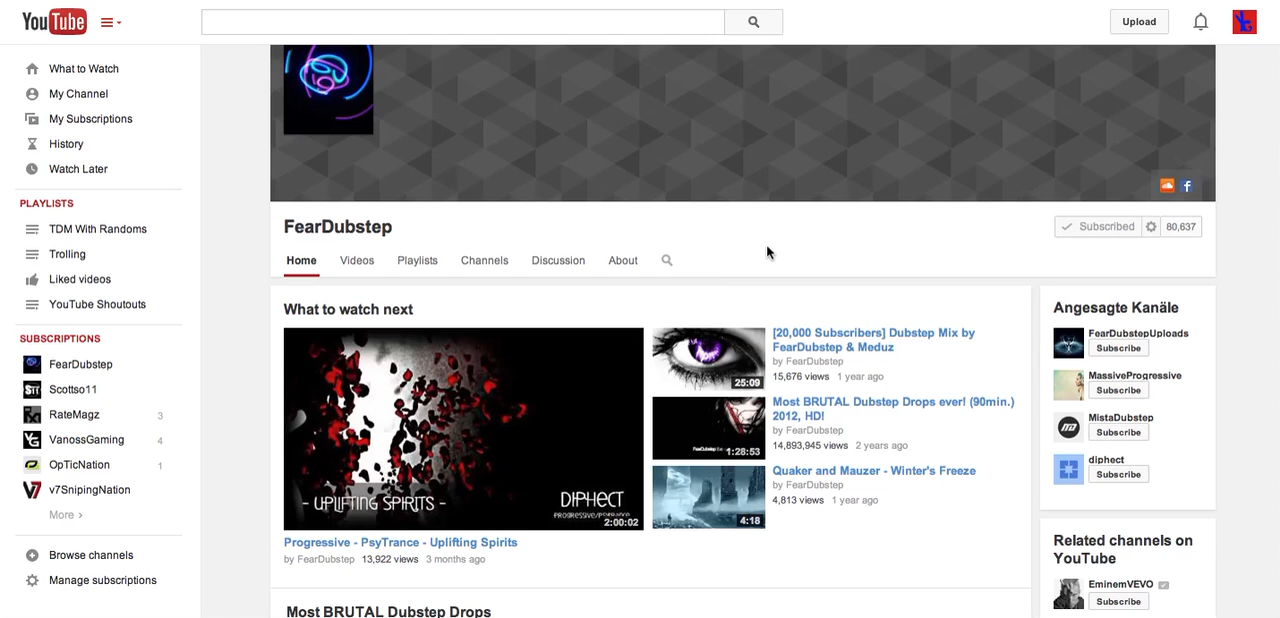 YouTube
Upload
YG
What to Watch
My Channel
My Subscriptions
History
Watch Later
PLAYLISTS
TDM With Randoms
Trolling
Liked videos
YouTube Shoutouts
SUBSCRIPTIONS
FearDubstep
Scottso11
RateMagz 3
VanossGaming 4
OpTicNation 1
v7SnipingNation
More ›
Browse channels
Manage subscriptions
FearDubstep
Subscribed 80,637
Home Videos Playlists Channels Discussion About
What to watch next
- UPLIFTING SPIRITS -
DIPHECT
PROGRESSIVE/PSYTRANCE
2:00:02
Progressive - PsyTrance - Uplifting Spirits
by FearDubstep 13,922 views 3 months ago
25:09
[20,000 Subscribers] Dubstep Mix by
FearDubstep & Meduz
by FearDubstep
15,676 views 1 year ago
1:28:53
Most BRUTAL Dubstep Drops ever! (90min.)
2012, HD!
by FearDubstep
14,893,945 views 2 years ago
4:18
Quaker and Mauzer - Winter's Freeze
by FearDubstep
4,813 views 1 year ago
Most BRUTAL Dubstep Drops
Angesagte Kanäle
FearDubstepUploads
Subscribe
MassiveProgressive
Subscribe
MistaDubstep
Subscribe
diphect
Subscribe
Related channels on
YouTube
EminemVEVO
Subscribe